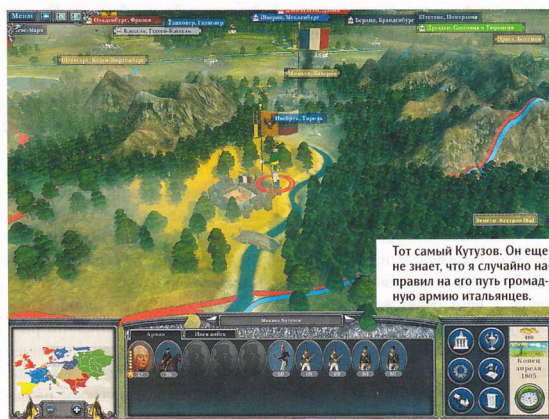 Меню
Ольденбург, Фризия
Ганновер, Ганновер
Шверин, Мекленбург
Берлин, Бранденбург
Штеттин, Померания
Кассель, Гессен-Кассель
Дрезден, Саксония и Тюрингия
Прага, Богемия
Штутгарт, Баден-Вюртемберг
Мюнхен, Бавария
Инсбрук, Тироль
Тот самый Кутузов. Он еще
не знает, что я случайно на-
правил на его путь громад-
ную армию итальянцев.
Михаил Кутузов
Армия
Конец
апреля
1805